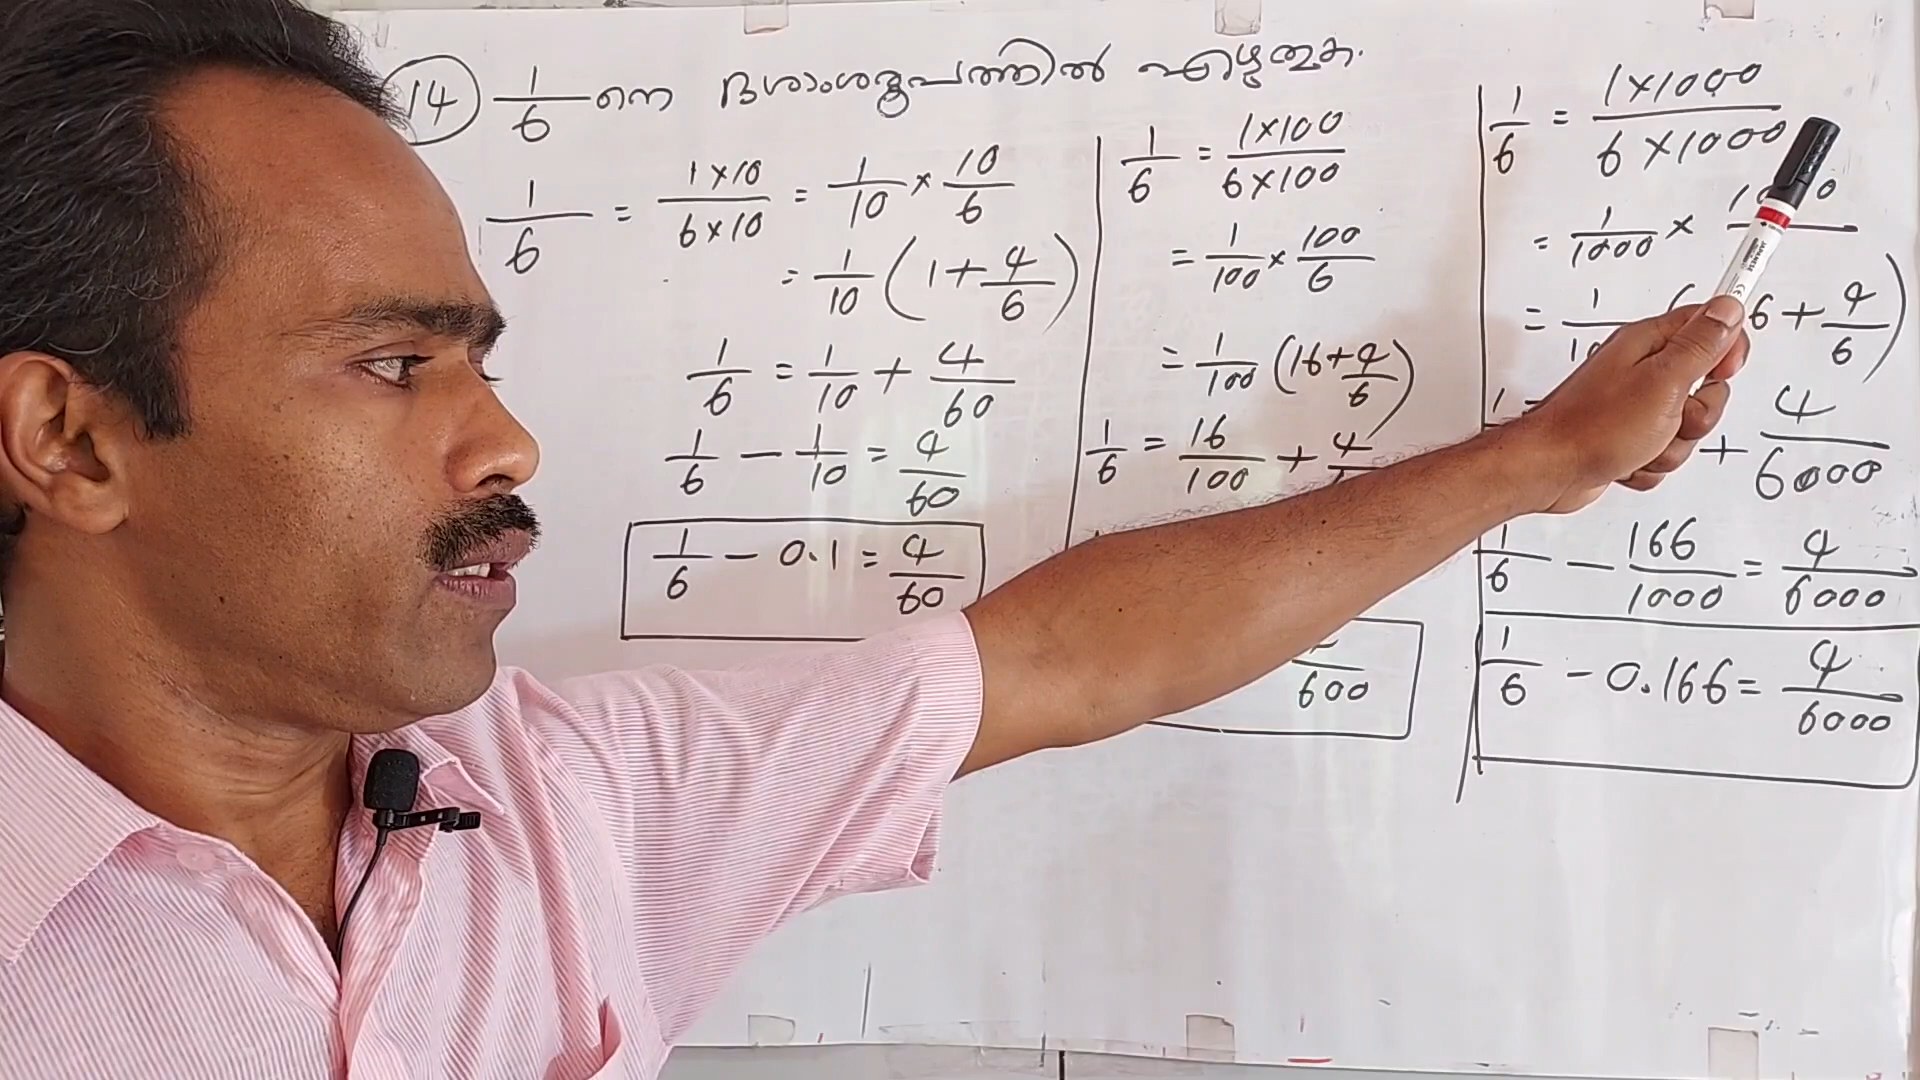 14 1/6 നെ ദശാംശരൂപത്തിൽ എഴുതുക.
1/6 = 1×10/6×10 = 1/10 × 10/6
= 1/10 (1 + 4/6)
1/6 = 1/10 + 4/60
1/6 − 1/10 = 4/60
1/6 − 0.1 = 4/60
1/6 = 1×100/6×100
= 1/100 × 100/6
= 1/100 (16 + 4/6)
1/6 = 16/100 + 4/
600
1/6 = 1×1000/6×1000
= 1/1000 ×
= 1/10 6 + 4/6)
+ 4/6000
1/6 − 166/1000 = 4/6000
1/6 − 0.166 = 4/6000